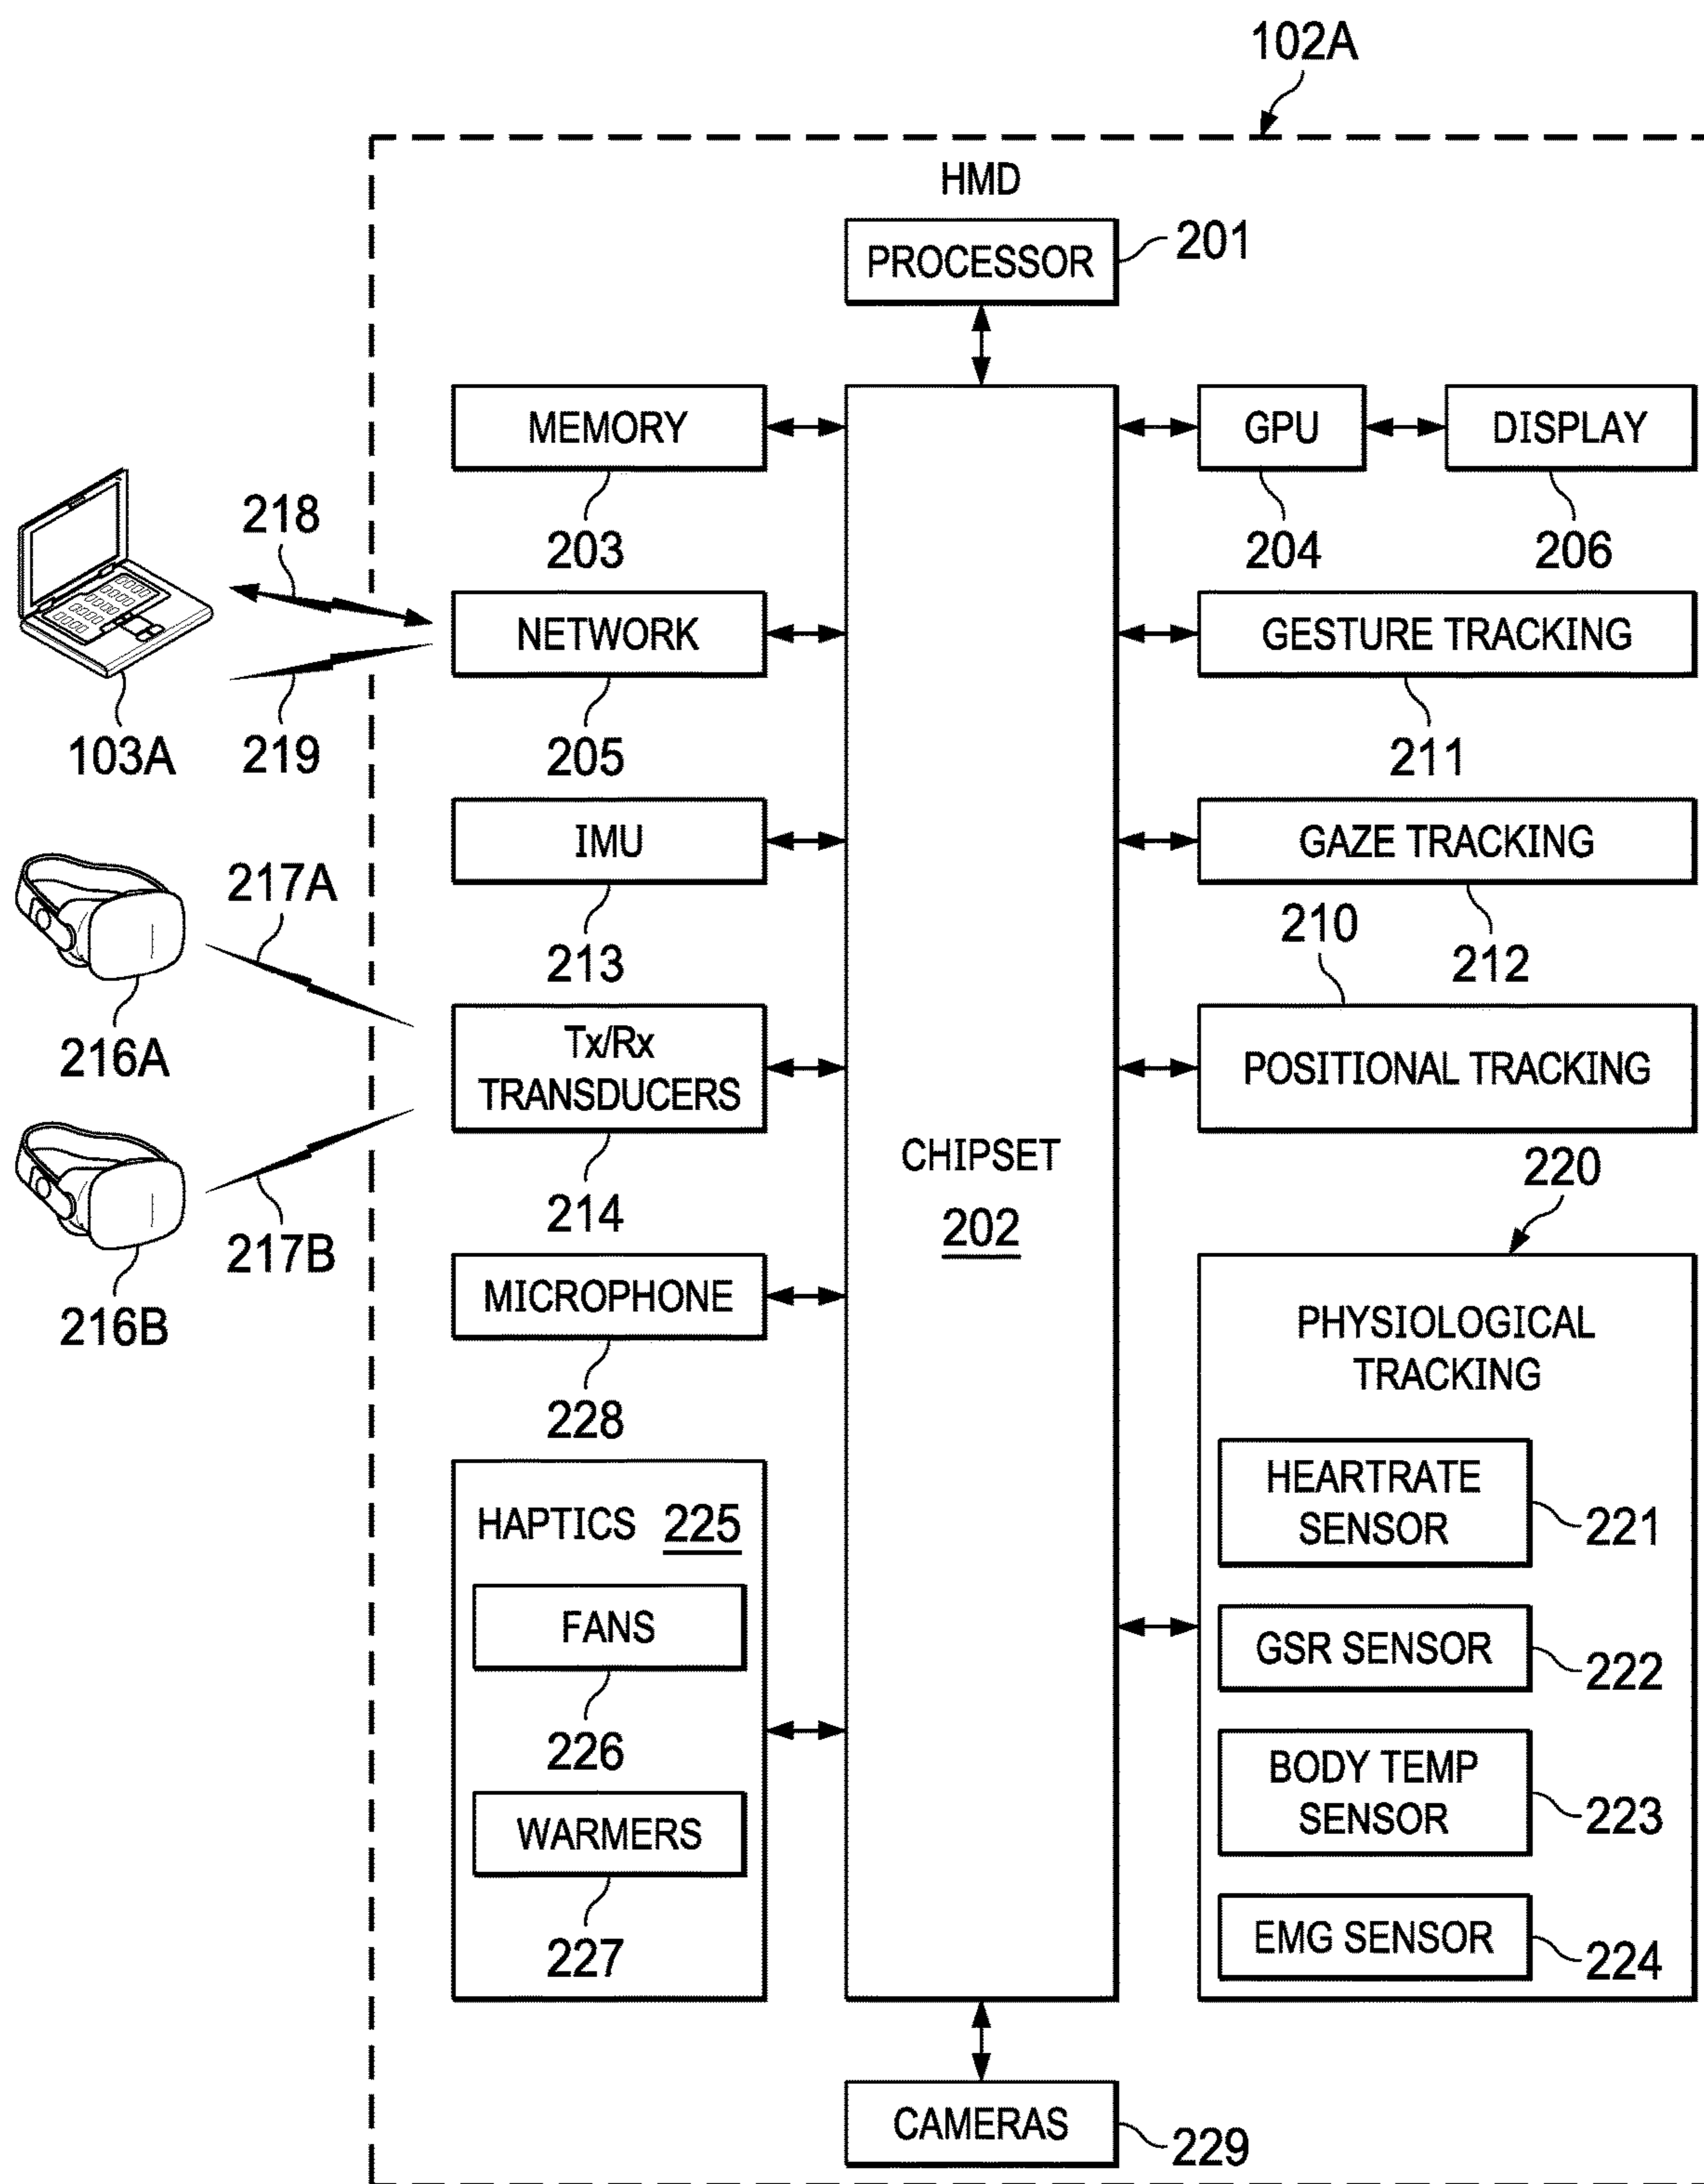 102A
HMD
PROCESSOR
201
MEMORY
203
GPU
204
DISPLAY
206
218
103A
219
NETWORK
205
GESTURE TRACKING
211
IMU
213
GAZE TRACKING
212
217A
216A
Tx/Rx
TRANSDUCERS
214
210
POSITIONAL TRACKING
CHIPSET
202
217B
216B
MICROPHONE
228
220
PHYSIOLOGICAL
TRACKING
HEARTRATE
SENSOR
221
GSR SENSOR
222
BODY TEMP
SENSOR
223
EMG SENSOR
224
HAPTICS 225
FANS
226
WARMERS
227
CAMERAS
229